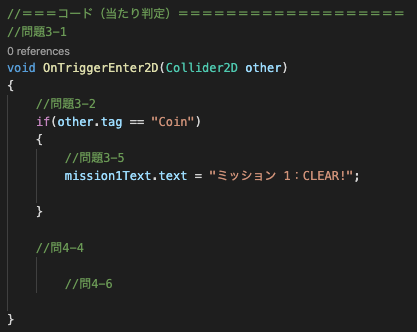 //＝＝＝コード（当たり判定）＝＝＝＝＝＝＝＝＝＝＝＝＝＝＝＝＝＝＝
//問題3-1
0 references
void OnTriggerEnter2D(Collider2D other)
{
//問題3-2
if(other.tag == "Coin")
{
//問題3-5
mission1Text.text = "ミッション 1：CLEAR!";
}
//問4-4
//問4-6
}